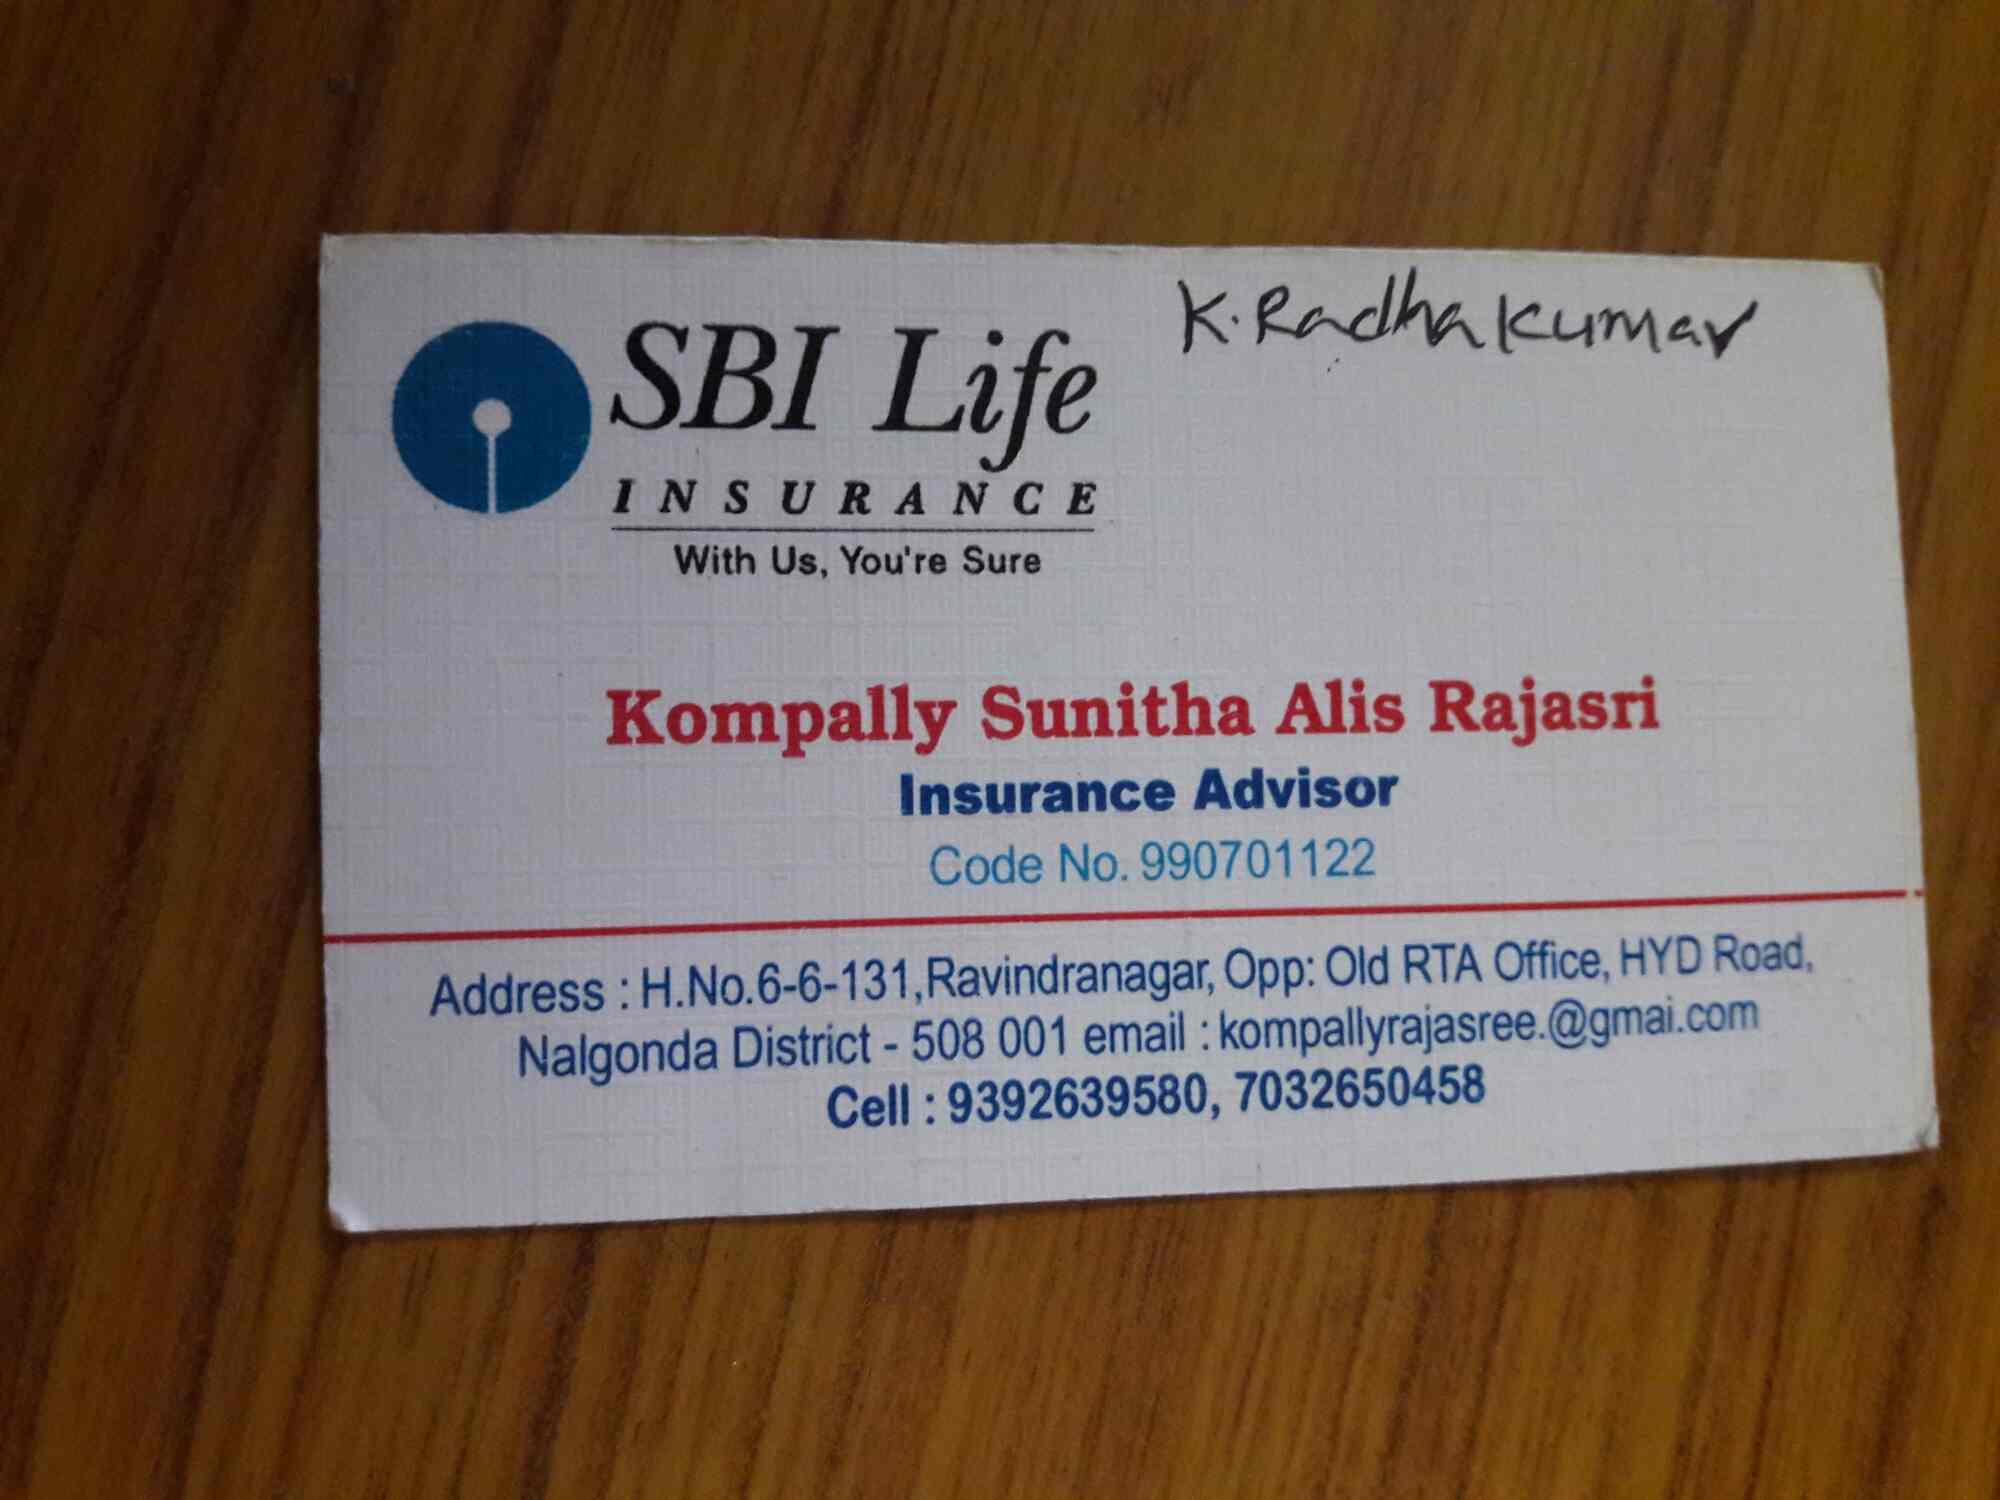 K. Radha Kumar
SBI Life
INSURANCE
With Us, You're Sure
Kompally Sunitha Alis Rajasri
Insurance Advisor
Code No. 990701122
Address : H.No.6-6-131,Ravindranagar, Opp: Old RTA Office, HYD Road,
Nalgonda District - 508 001 email : kompallyrajasree.@gmai.com
Cell : 9392639580, 7032650458